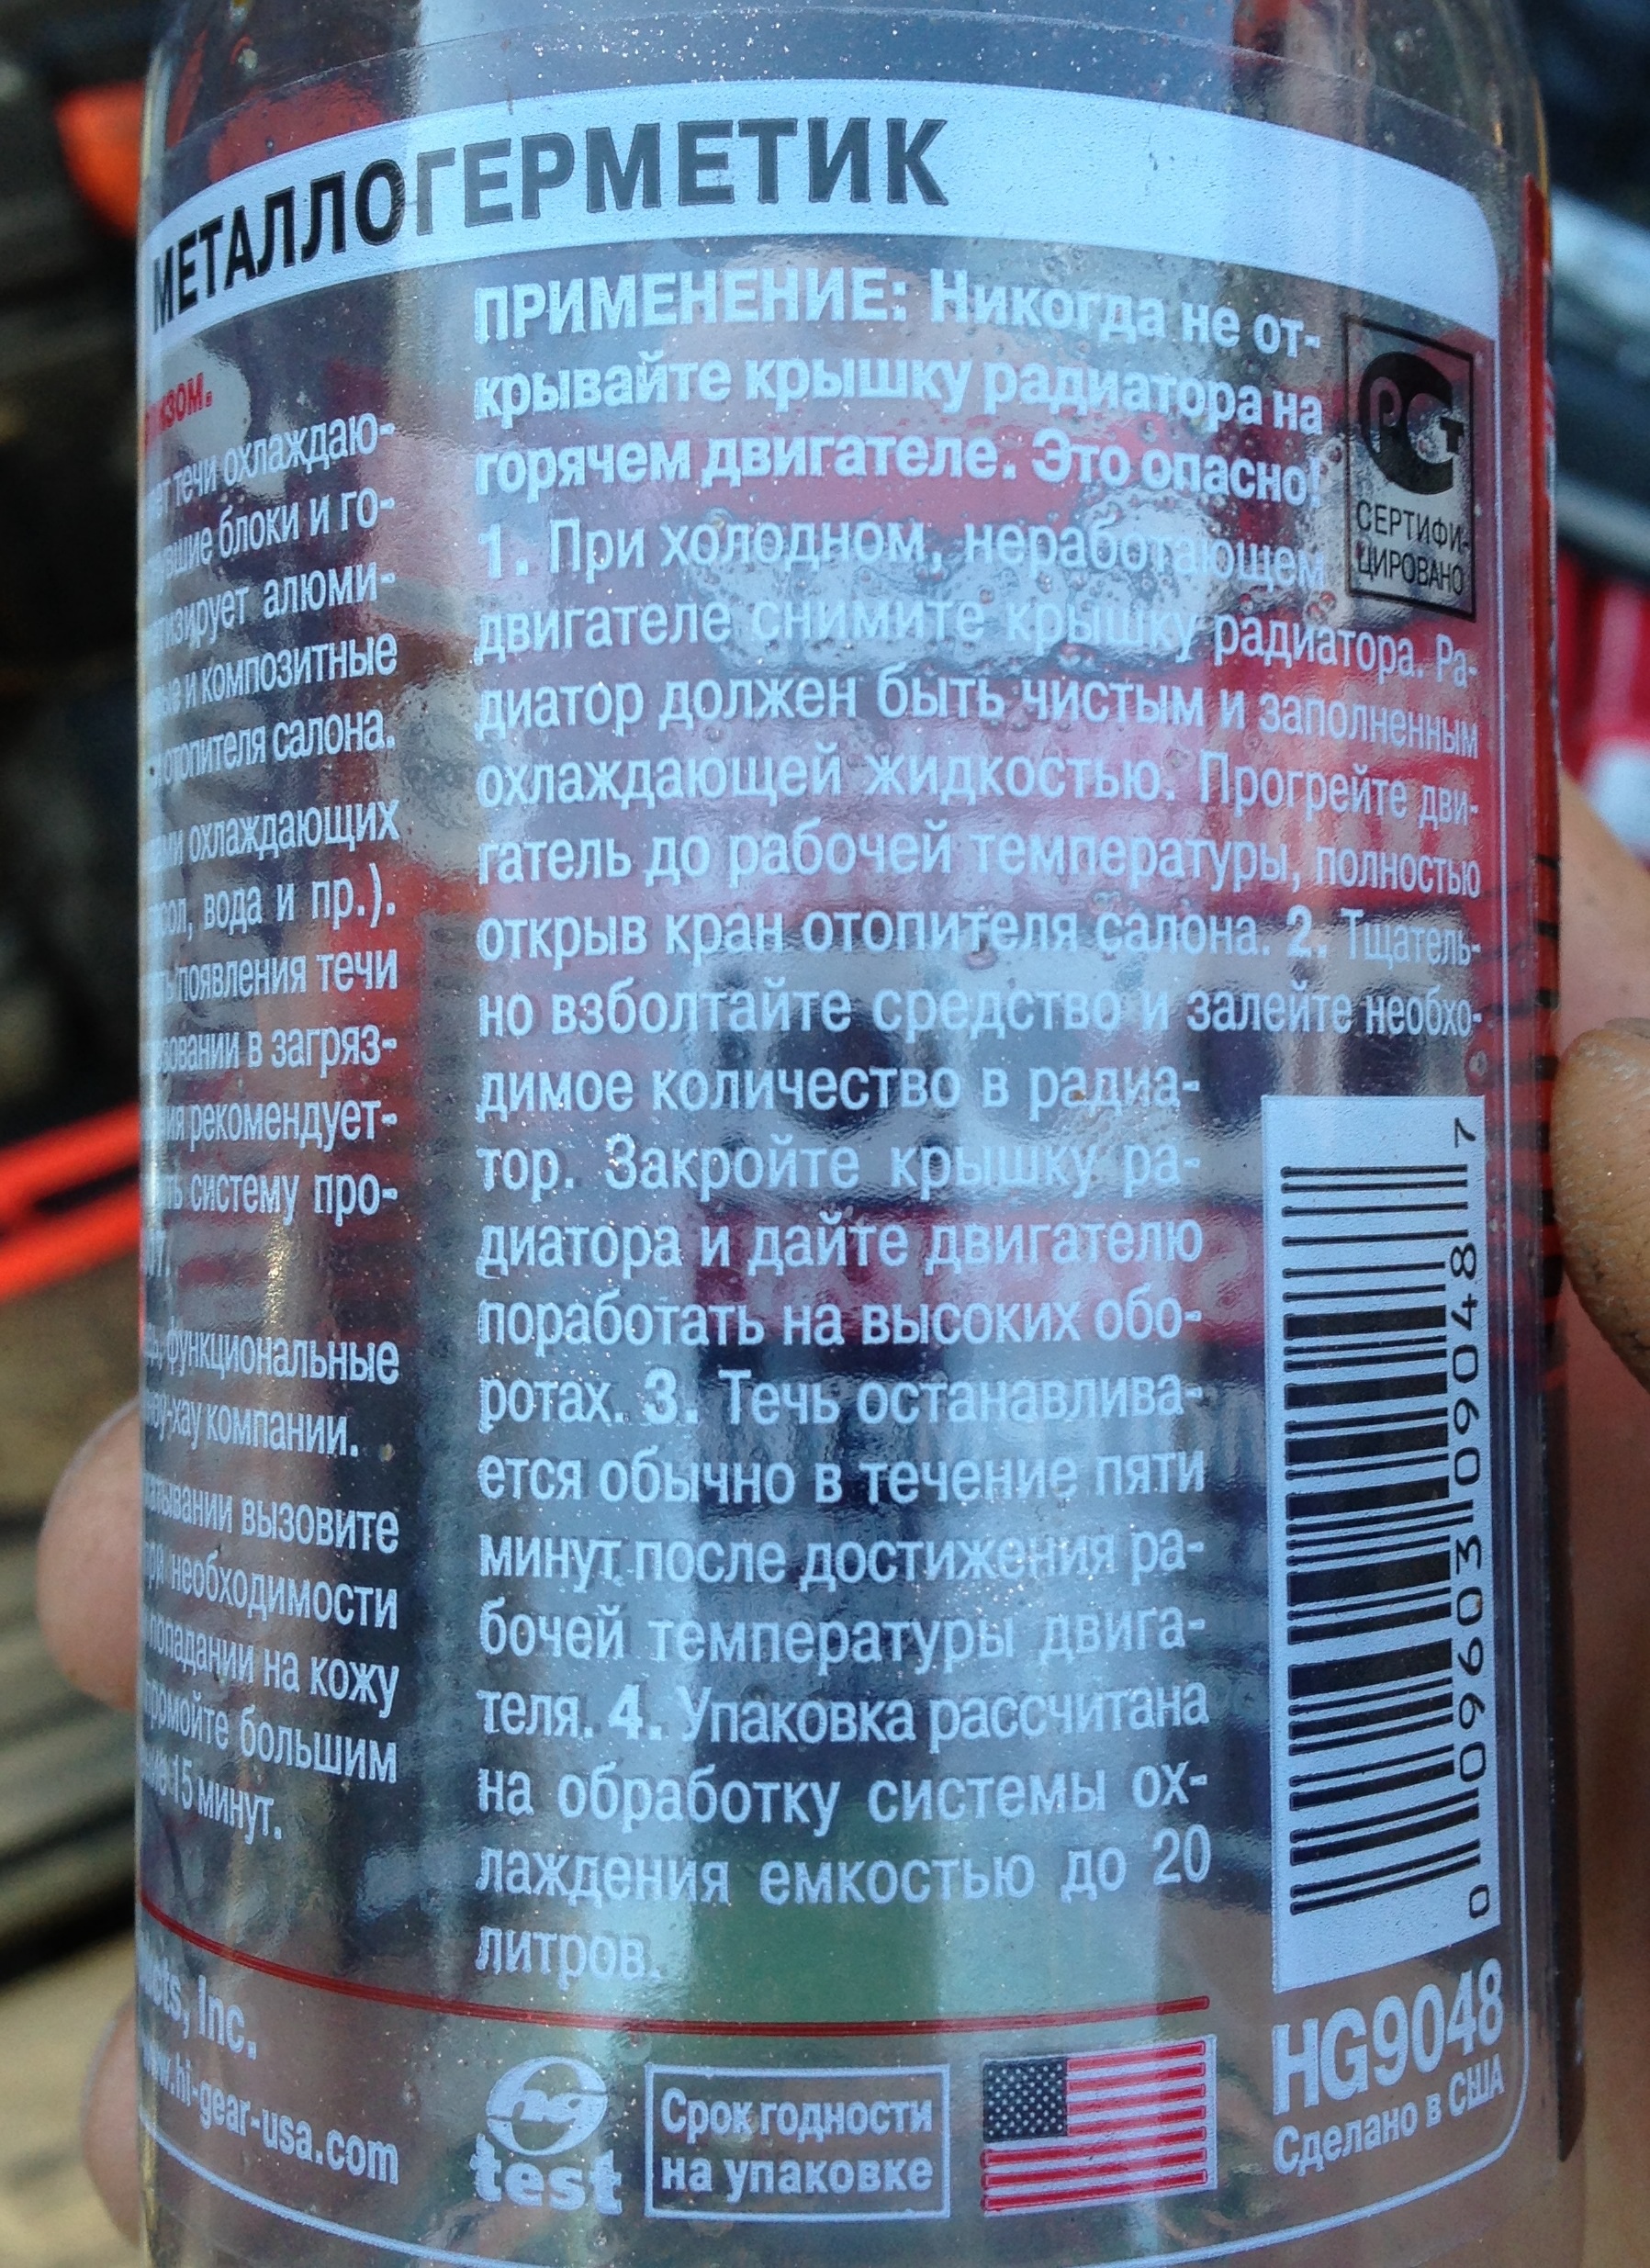 МЕТАЛЛОГЕРМЕТИК
течи охлаждаю-
блоки и го-
алюми-
и композитные
отопителя салона.
охлаждающих
вода и пр.).
появления течи
в загряз-
рекомендует-
систему про-
функциональные
компании.
вызовите
необходимости
на кожу
промойте большим
15 минут.
Inc.
www.hi-gear-usa.com
ПРИМЕНЕНИЕ: Никогда не от-
крывайте крышку радиатора на
горячем двигателе. Это опасно!
1. При холодном, неработающем
двигателе снимите крышку радиатора. Ра-
диатор должен быть чистым и заполненным
охлаждающей жидкостью. Прогрейте дви-
гатель до рабочей температуры, полностью
открыв кран отопителя салона. 2. Тщатель-
но взболтайте средство и залейте необхо-
димое количество в радиа-
тор. Закройте крышку ра-
диатора и дайте двигателю
поработать на высоких обо-
ротах. 3. Течь останавлива-
ется обычно в течение пяти
минут после достижения ра-
бочей температуры двига-
теля. 4. Упаковка рассчитана
на обработку системы ох-
лаждения емкостью до 20
литров.
РСТ
СЕРТИФИ-
ЦИРОВАНО
0 09603 09048 7
hg
test
Срок годности
на упаковке
HG9048
Сделано в США